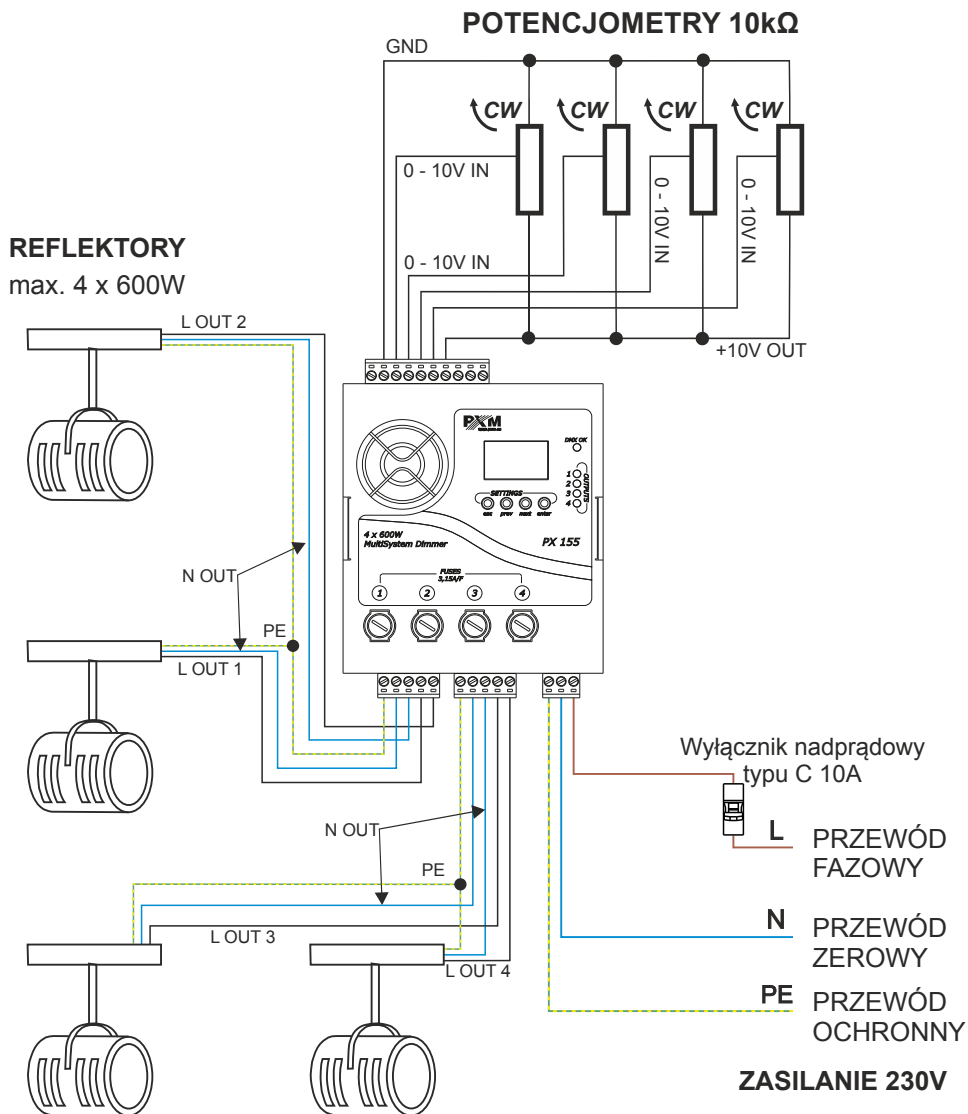 POTENCJOMETRY 10kΩ
GND
CW
CW
CW
CW
0 - 10V IN
0 - 10V IN
0 - 10V IN
0 - 10V IN
+10V OUT
REFLEKTORY
max. 4 x 600W
L OUT 2
N OUT
PE
L OUT 1
PXM
DMX OK
1
2
3
4
OUTPUTS
SETTINGS
esc prev next enter
4 x 600W
MultiSystem Dimmer
PX 155
FUSES
3,15A/F
1 2 3 4
Wyłącznik nadprądowy
typu C 10A
N OUT
PE
L OUT 3
L OUT 4
L PRZEWÓD
FAZOWY
N PRZEWÓD
ZEROWY
PE PRZEWÓD
OCHRONNY
ZASILANIE 230V